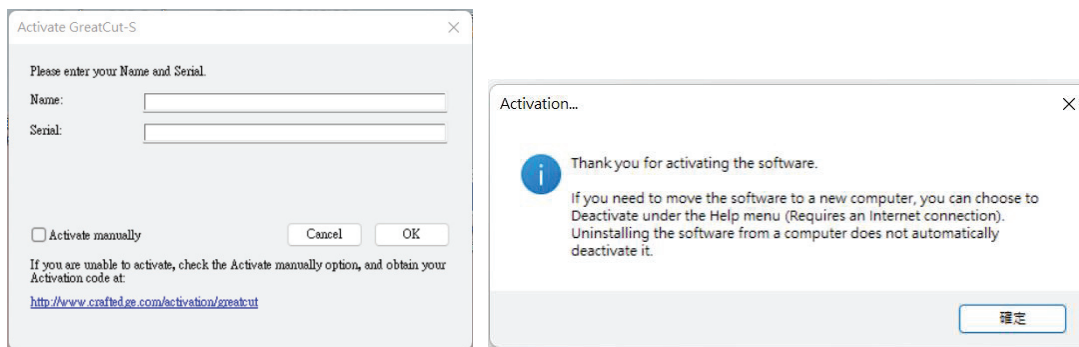 Activate GreatCut-S
Please enter your Name and Serial.
Name:
Serial:
Activate manually
Cancel
OK
If you are unable to activate, check the Activate manually option, and obtain your
Activation code at:
http://www.craftedge.com/activation/greatcut
Activation...
Thank you for activating the software.
If you need to move the software to a new computer, you can choose to
Deactivate under the Help menu (Requires an Internet connection).
Uninstalling the software from a computer does not automatically
deactivate it.
確定